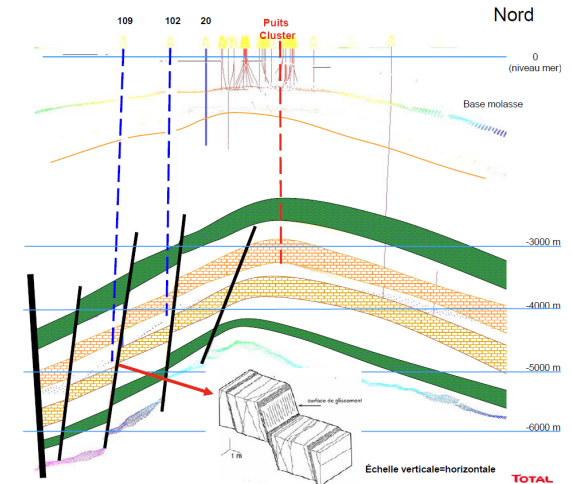 Nord
109
102
20
Puits
Cluster
0
(niveau mer)
Base molasse
-3000 m
-4000 m
-5000 m
surface de glissement
-6000 m
1 m
Échelle verticale=horizontale
TOTAL